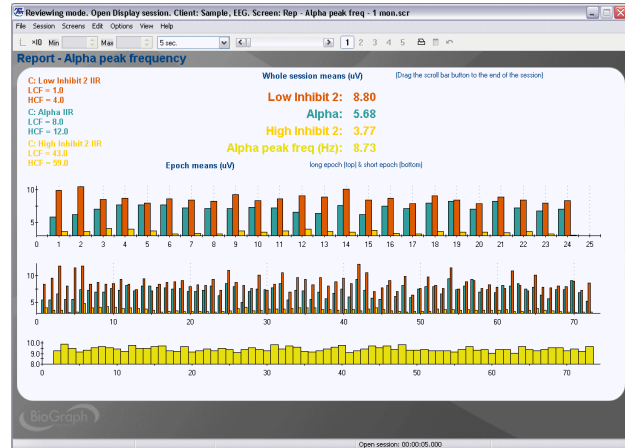 Reviewing mode. Open Display session. Client: Sample, EEG. Screen: Rep - Alpha peak freq - 1 mon.scr
File Session Screens Edit Options View Help
Min Max 5 sec. 1 2 3 4 5
Report - Alpha peak frequency
C: Low Inhibit 2 IIR
LCF = 1.0
HCF = 4.0
C: Alpha IIR
LCF = 8.0
HCF = 12.0
C: High Inhibit 2 IIR
LCF = 43.0
HCF = 59.0
Whole session means (uV)
(Drag the scroll bar button to the end of the session)
Low Inhibit 2: 8.80
Alpha: 5.68
High Inhibit 2: 3.77
Alpha peak freq (Hz): 8.73
Epoch means (uV)
long epoch (top) & short epoch (bottom)
10
5
0 1 2 3 4 5 6 7 8 9 10 11 12 13 14 15 16 17 18 19 20 21 22 23 24 25
10
5
0 10 20 30 40 50 60 70
10.0
9.0
8.0
0 10 20 30 40 50 60 70
BioGraph
Open session: 00:00:05.000